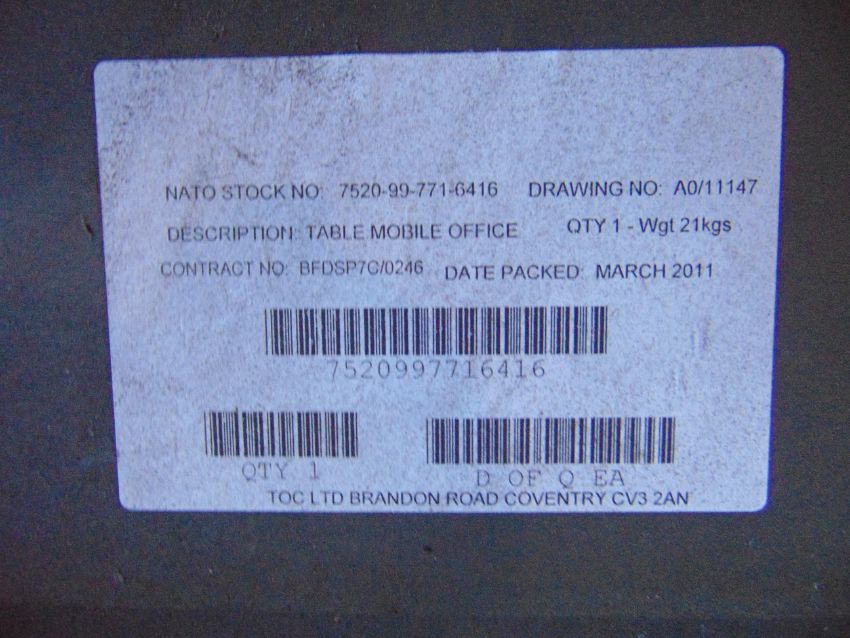 NATO STOCK NO: 7520-99-771-6416 DRAWING NO: A0/11147
DESCRIPTION: TABLE MOBILE OFFICE QTY 1 - Wgt 21kgs
CONTRACT NO: BFDSP7C/0246 DATE PACKED: MARCH 2011
7520997716416
QTY 1 D OF Q EA
TOC LTD BRANDON ROAD COVENTRY CV3 2AN